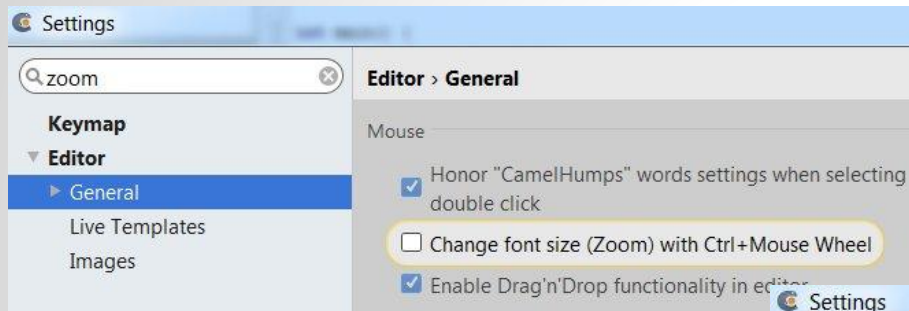 Settings
zoom
Keymap
Editor
General
Live Templates
Images
Editor › General
Mouse
Honor "CamelHumps" words settings when selecting
double click
Change font size (Zoom) with Ctrl+Mouse Wheel
Enable Drag'n'Drop functionality in editor
Settings